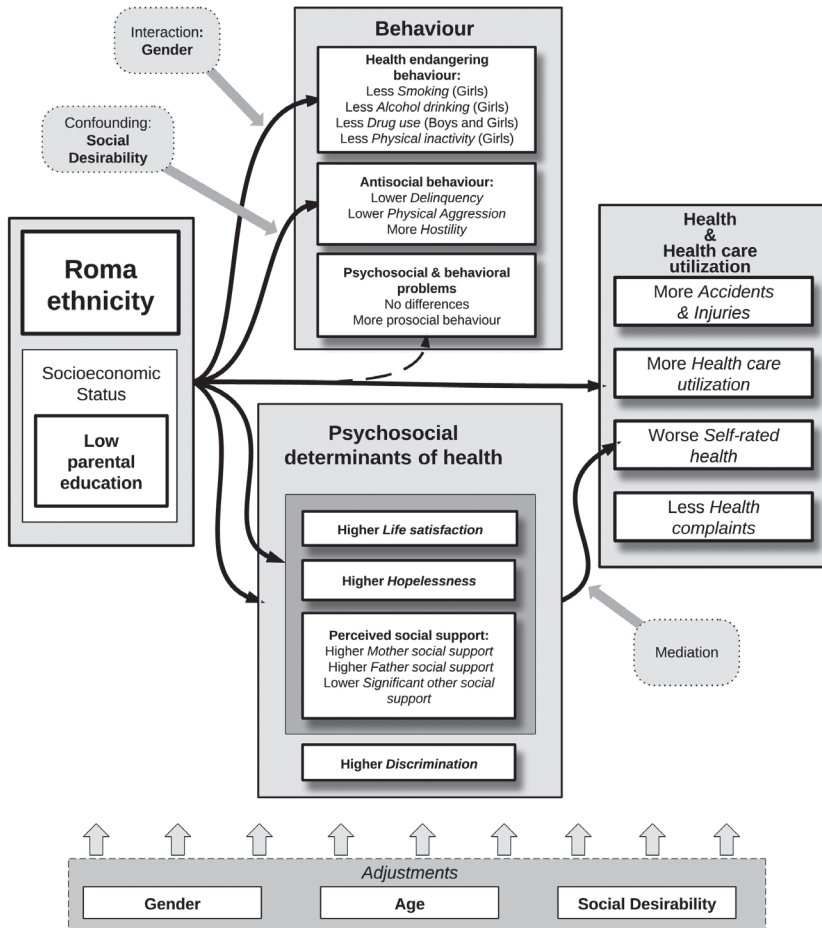 Interaction:
Gender
Confounding:
Social
Desirability
Behaviour
Health endangering
behaviour:
Less Smoking (Girls)
Less Alcohol drinking (Girls)
Less Drug use (Boys and Girls)
Less Physical inactivity (Girls)
Antisocial behaviour:
Lower Delinquency
Lower Physical Aggression
More Hostility
Psychosocial & behavioral
problems
No differences
More prosocial behaviour
Roma
ethnicity
Socioeconomic
Status
Low
parental
education
Psychosocial
determinants of health
Higher Life satisfaction
Higher Hopelessness
Perceived social support:
Higher Mother social support
Higher Father social support
Lower Significant other social
support
Higher Discrimination
Health
&
Health care
utilization
More Accidents
& Injuries
More Health care
utilization
Worse Self-rated
health
Less Health
complaints
Mediation
Adjustments
Gender
Age
Social Desirability